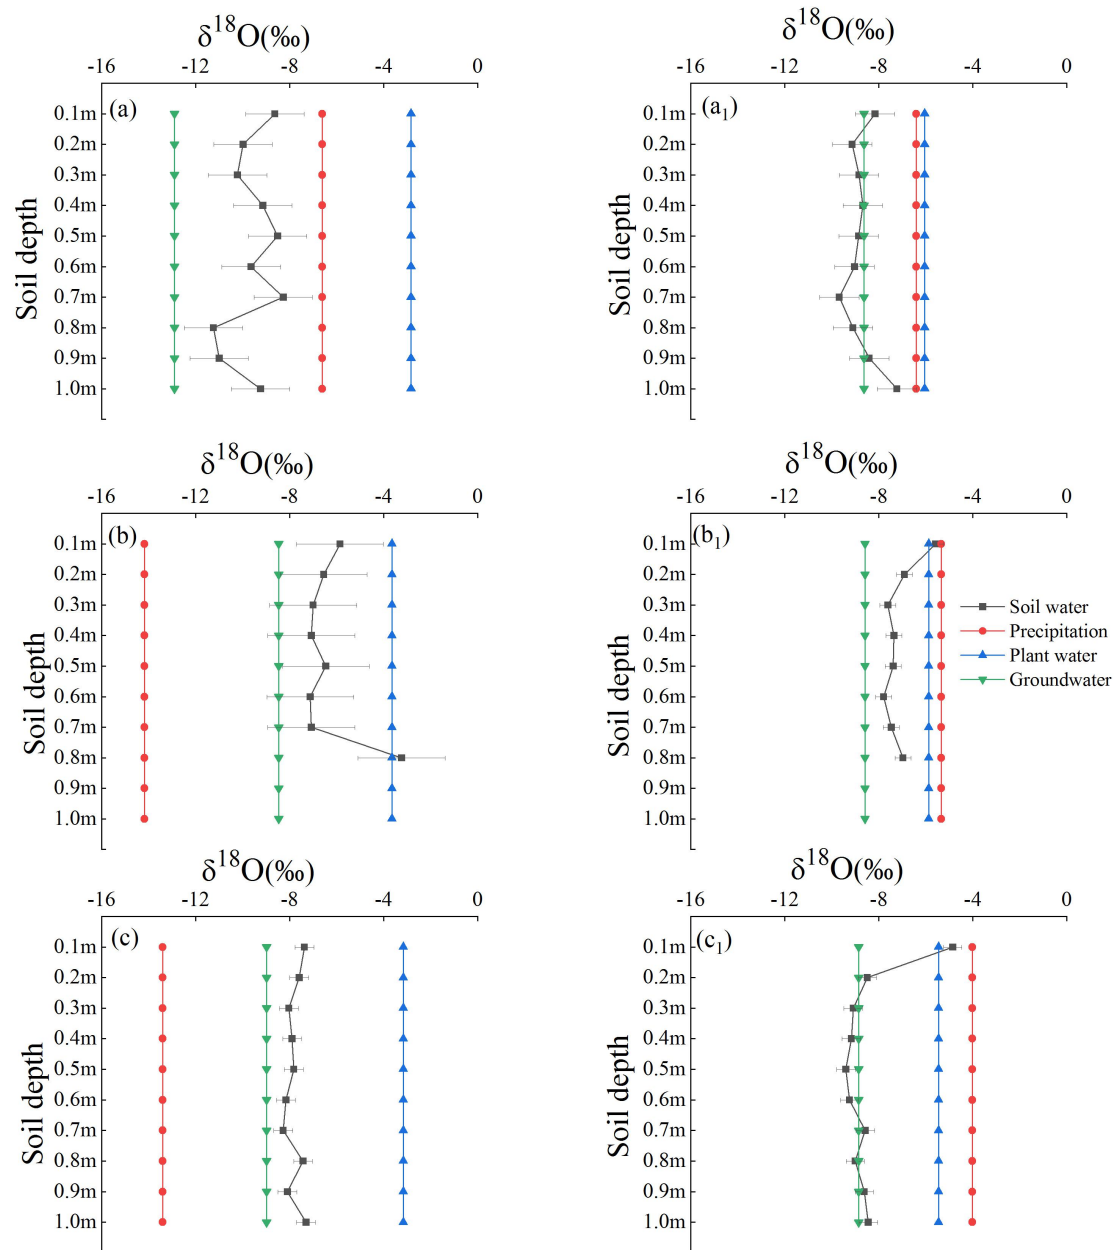 δ¹⁸O(‰)
-16 -12 -8 -4 0
(a)
Soil depth
0.1m
0.2m
0.3m
0.4m
0.5m
0.6m
0.7m
0.8m
0.9m
1.0m
δ¹⁸O(‰)
-16 -12 -8 -4 0
(a₁)
Soil depth
0.1m
0.2m
0.3m
0.4m
0.5m
0.6m
0.7m
0.8m
0.9m
1.0m
δ¹⁸O(‰)
-16 -12 -8 -4 0
(b)
Soil depth
0.1m
0.2m
0.3m
0.4m
0.5m
0.6m
0.7m
0.8m
0.9m
1.0m
δ¹⁸O(‰)
-16 -12 -8 -4 0
(b₁)
Soil depth
0.1m
0.2m
0.3m
0.4m
0.5m
0.6m
0.7m
0.8m
0.9m
1.0m
Soil water
Precipitation
Plant water
Groundwater
δ¹⁸O(‰)
-16 -12 -8 -4 0
(c)
Soil depth
0.1m
0.2m
0.3m
0.4m
0.5m
0.6m
0.7m
0.8m
0.9m
1.0m
δ¹⁸O(‰)
-16 -12 -8 -4 0
(c₁)
Soil depth
0.1m
0.2m
0.3m
0.4m
0.5m
0.6m
0.7m
0.8m
0.9m
1.0m